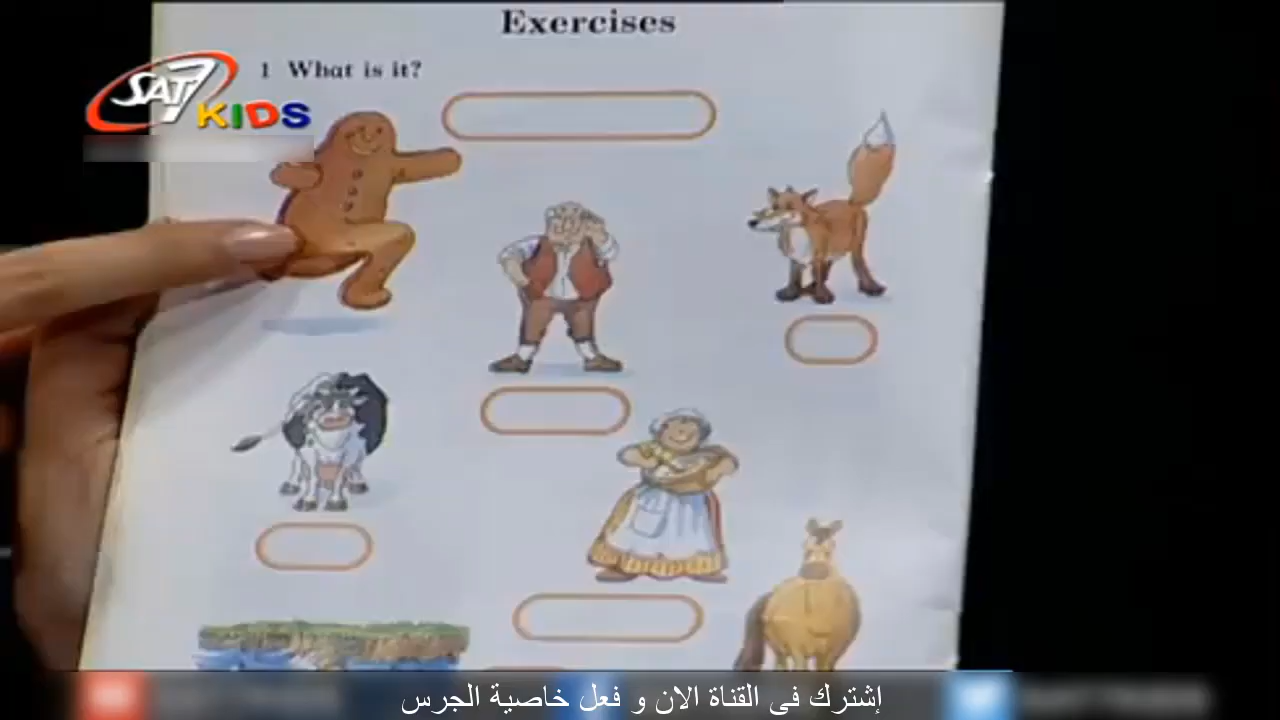 Exercises
1 What is it?
SAT7
KIDS
إشترك فى القناة الان و فعل خاصية الجرس